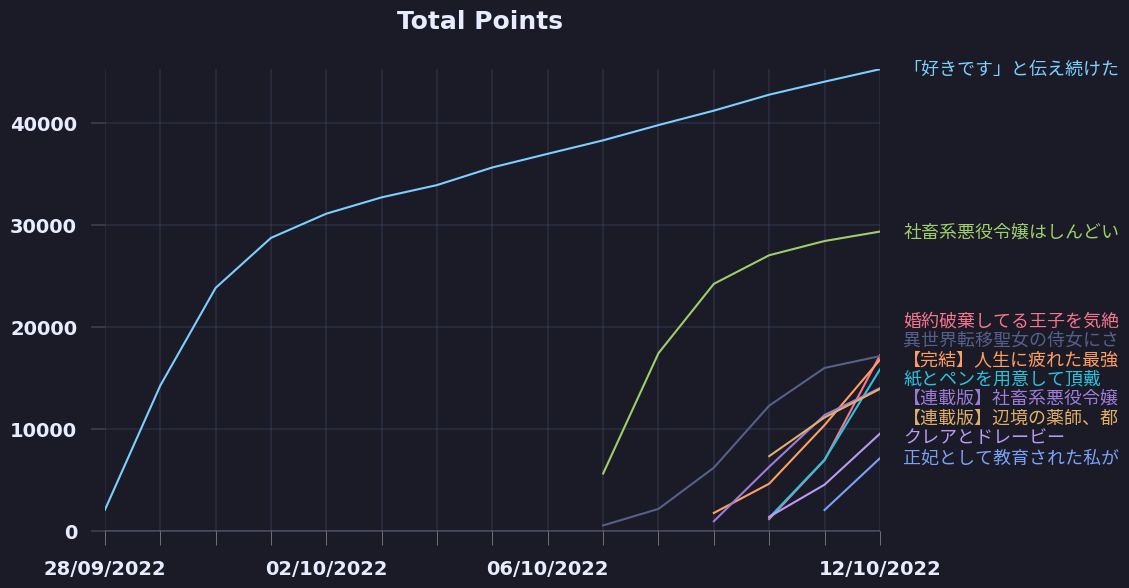 Total Points
「好きです」と伝え続けた
40000
30000
社畜系悪役令嬢はしんどい
20000
婚約破棄してる王子を気絶
異世界転移聖女の侍女にさ
【完結】人生に疲れた最強
紙とペンを用意して頂戴
【連載版】社畜系悪役令嬢
10000
【連載版】辺境の薬師、都
クレアとドレービー
正妃として教育された私が
0
28/09/2022
02/10/2022
06/10/2022
12/10/2022